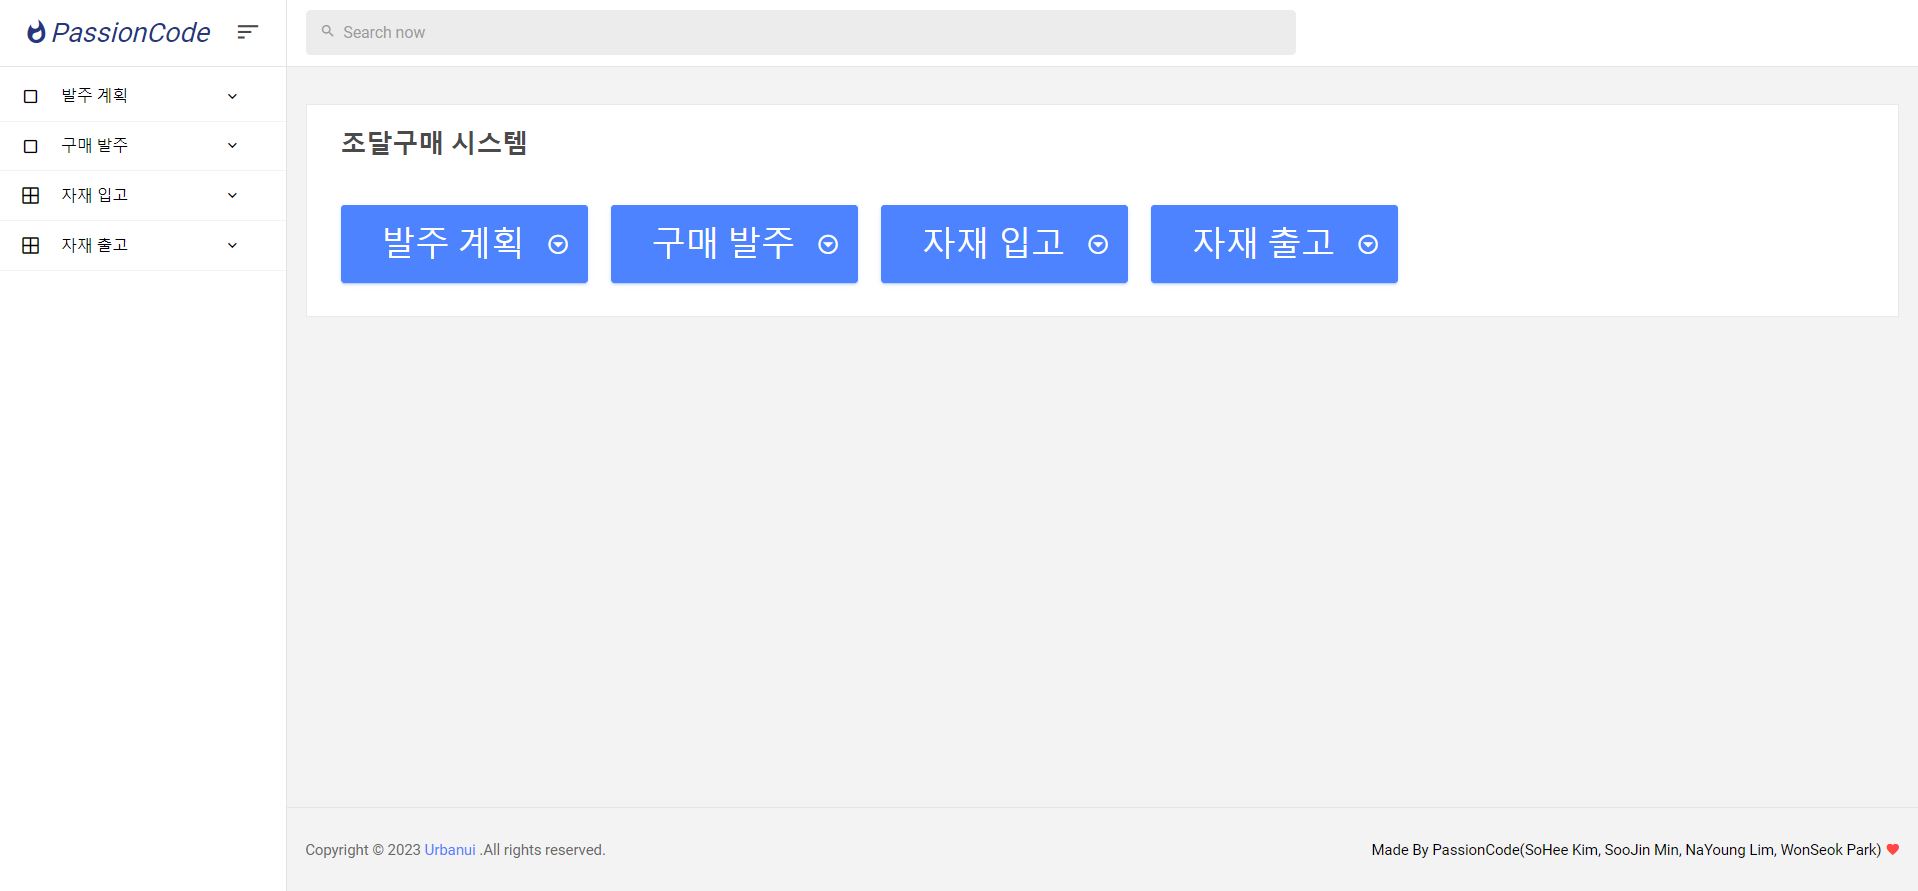 PassionCode
Search now
발주 계획
구매 발주
자재 입고
자재 출고
조달구매 시스템
발주 계획
구매 발주
자재 입고
자재 출고
Copyright © 2023 Urbanui .All rights reserved.
Made By PassionCode(SoHee Kim, SooJin Min, NaYoung Lim, WonSeok Park)